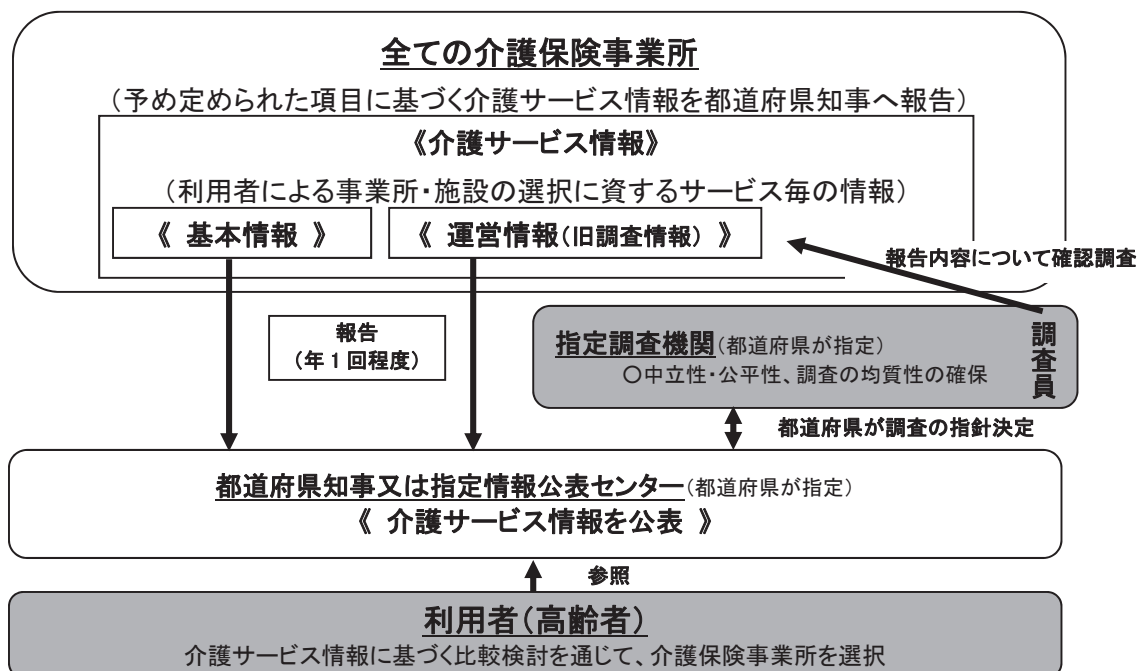 全ての介護保険事業所
(予め定められた項目に基づく介護サービス情報を都道府県知事へ報告)
《介護サービス情報》
(利用者による事業所・施設の選択に資するサービス毎の情報)
《 基本情報 》
《 運営情報(旧調査情報) 》
報告内容について確認調査
報告
(年1回程度)
指定調査機関(都道府県が指定)
○中立性・公平性、調査の均質性の確保
調査員
都道府県が調査の指針決定
都道府県知事又は指定情報公表センター(都道府県が指定)
《 介護サービス情報を公表 》
参照
利用者(高齢者)
介護サービス情報に基づく比較検討を通じて、介護保険事業所を選択